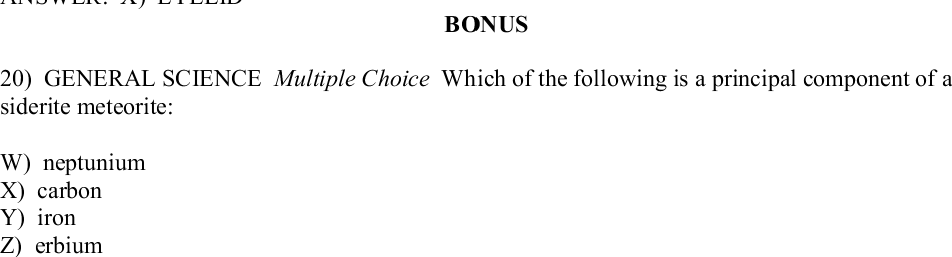 ANSWER: X) EYELID
BONUS
20) GENERAL SCIENCE Multiple Choice Which of the following is a principal component of a
siderite meteorite:
W) neptunium
X) carbon
Y) iron
Z) erbium